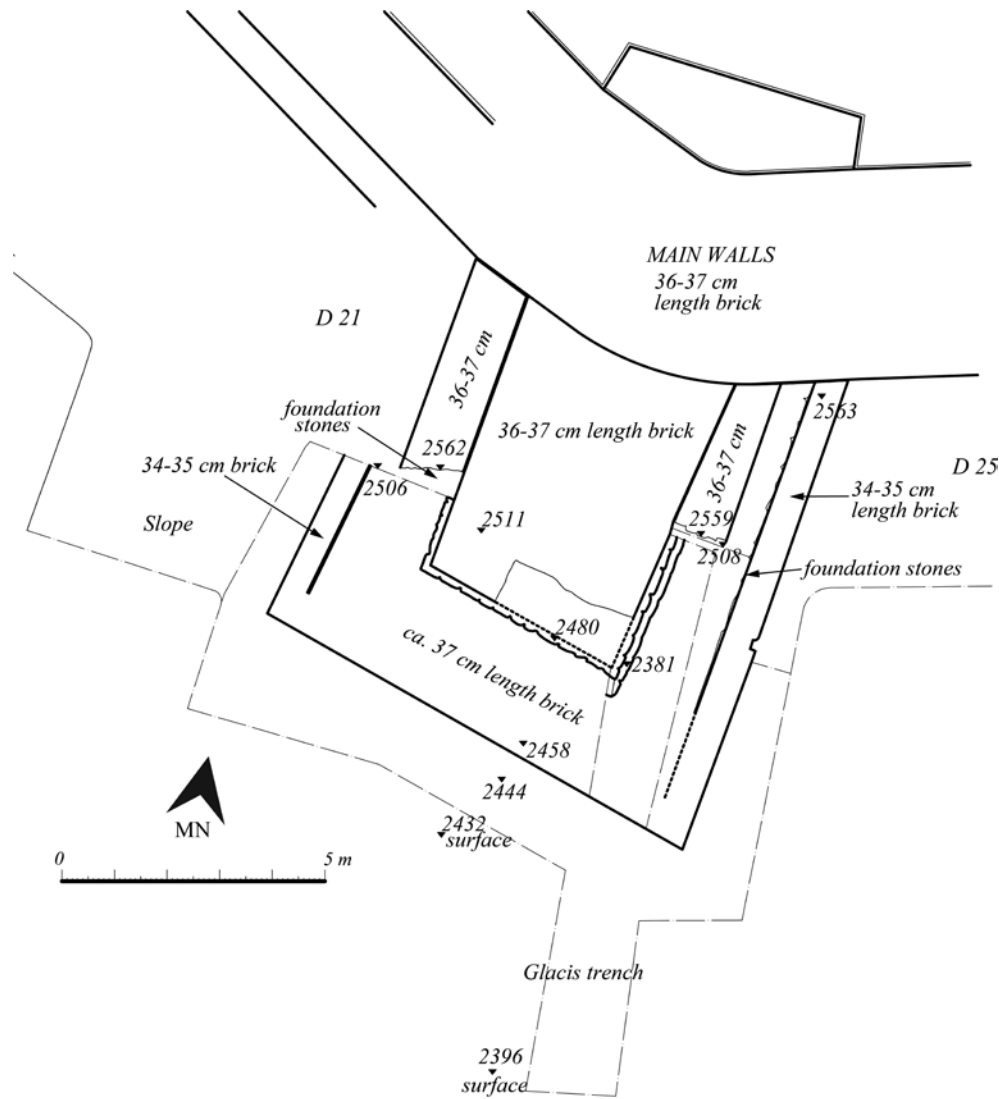 MAIN WALLS
36-37 cm
length brick
D 21
36-37 cm
2563
foundation
stones
36-37 cm length brick
36-37 cm
2562
34-35 cm brick
2506
D 25
34-35 cm
length brick
Slope
2511
2559
2508
foundation stones
2480
ca. 37 cm length brick
2381
2458
2444
MN
2432
surface
0
5 m
Glacis trench
2396
surface